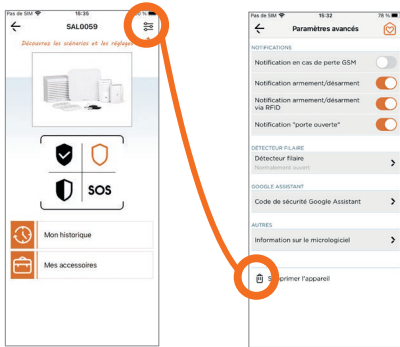 Pas de SIM 15:35
SAL0059
Découvrez les scénarios et les réglages
SOS
Mon historique
Mes accessoires
Pas de SIM 15:32 78 %
Paramètres avancés
NOTIFICATIONS
Notification en cas de perte GSM
Notification armement/désarment
Notification armement/désarment
via RFID
Notification "porte ouverte"
DÉTECTEUR FILAIRE
Détecteur filaire
Normalement ouvert
GOOGLE ASSISTANT
Code de sécurité Google Assistant
AUTRES
Information sur le micrologiciel
Supprimer l'appareil